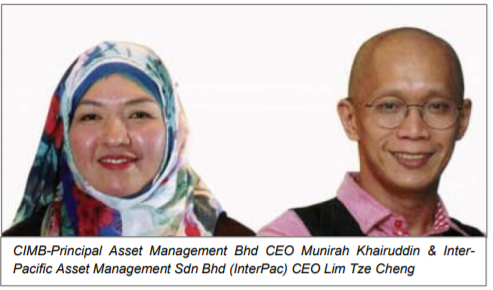 CIMB-Principal Asset Management Bhd CEO Munirah Khairuddin & Inter-
Pacific Asset Management Sdn Bhd (InterPac) CEO Lim Tze Cheng